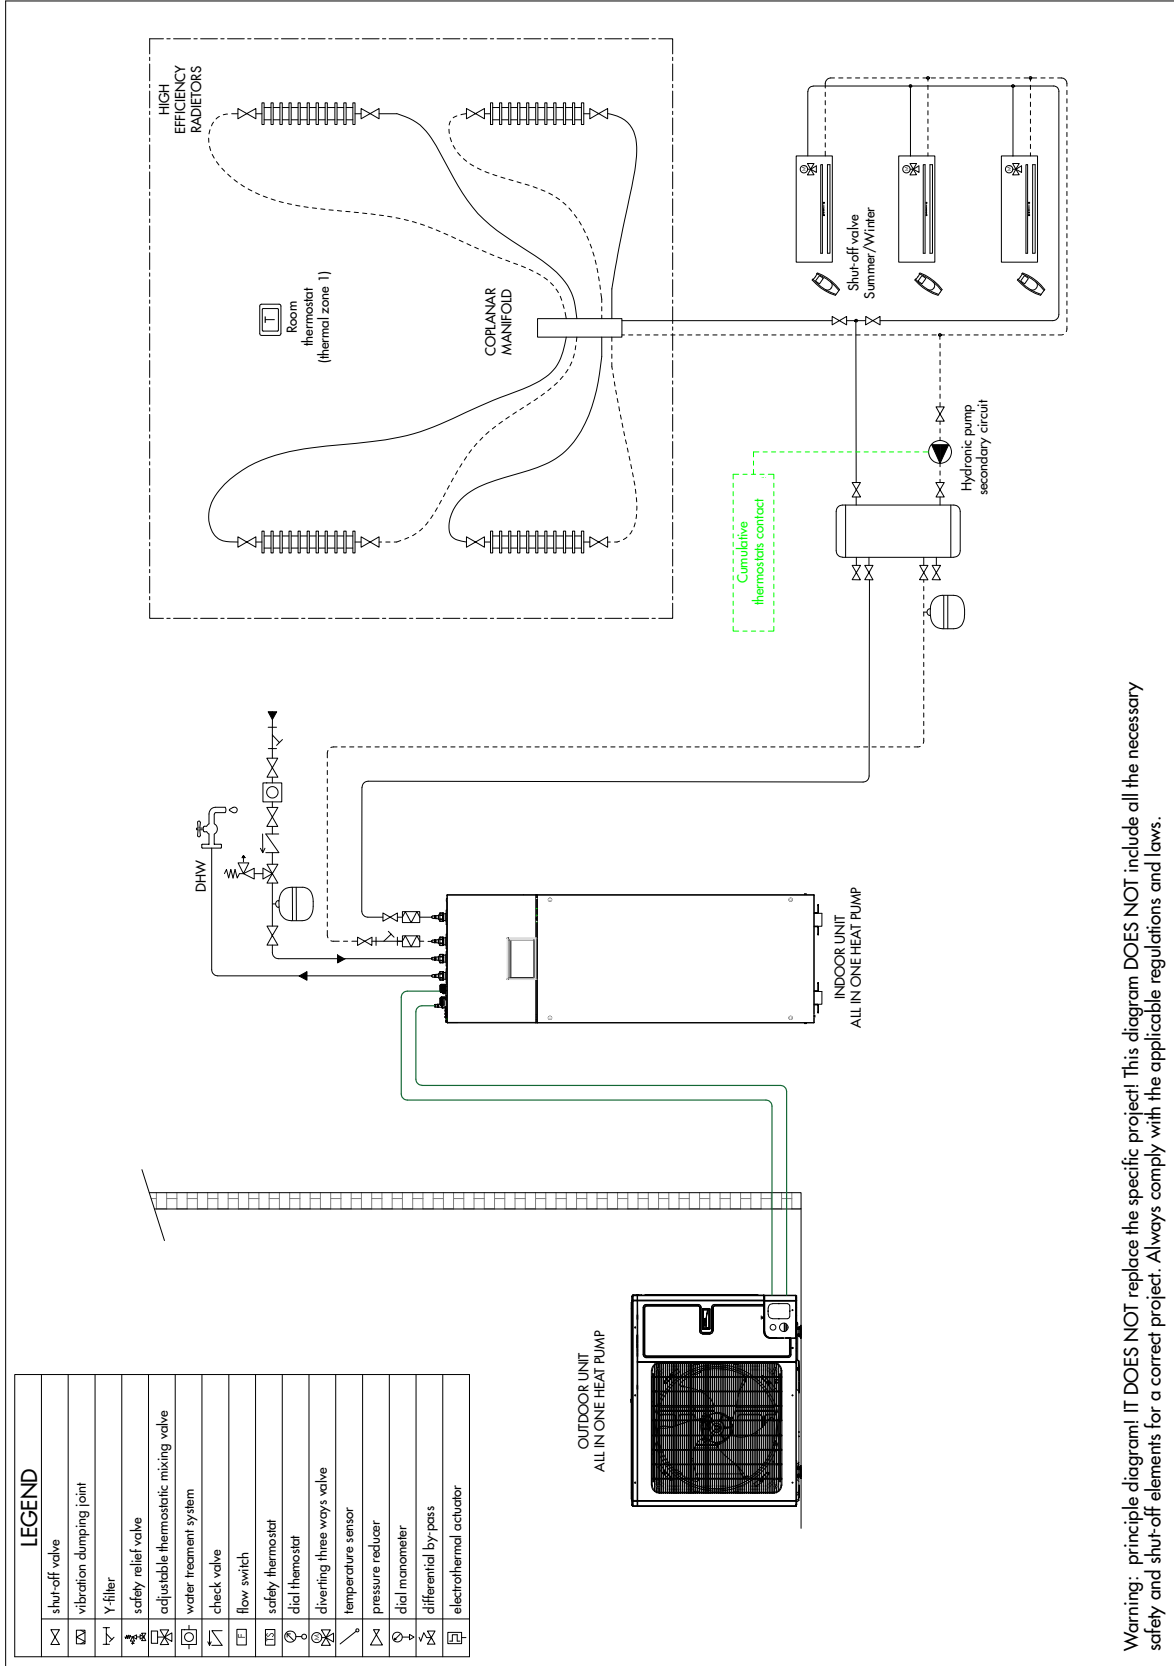 LEGEND
shut-off valve
vibration dumping joint
Y-filter
safety relief valve
adjustable thermostatic mixing valve
water treament system
check valve
F
flow switch
TS
safety thermostat
dial themostat
M
diverting three ways valve
temperature sensor
pressure reducer
dial manometer
differential by-pass
electrothermal actuator
OUTDOOR UNIT
ALL IN ONE HEAT PUMP
INDOOR UNIT
ALL IN ONE HEAT PUMP
DHW
HIGH
EFFICIENCY
RADIETORS
T
Room
thermostat
(thermal zone 1)
COPLANAR
MANIFOLD
Cumulative
thermostats contact
Hydronic pump
secondary circuit
Shut-off valve
Summer/Winter
M
M
M
Warning: principle diagram! IT DOES NOT replace the specific project! This diagram DOES NOT include all the necessary
safety and shut-off elements for a correct project. Always comply with the applicable regulations and laws.